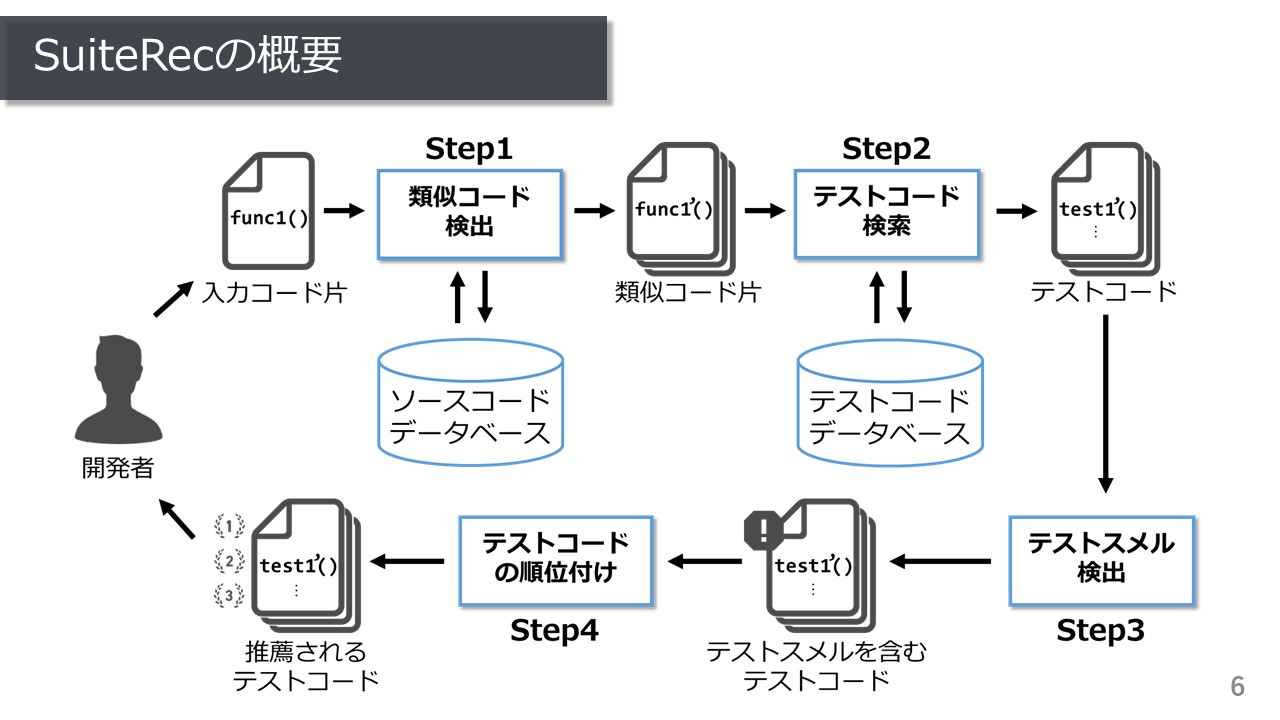 SuiteRecの概要
Step1
Step2
func1()
類似コード
検出
func1’()
テストコード
検索
test1’()
⋮
入力コード片
類似コード片
テストコード
ソースコード
データベース
テストコード
データベース
開発者
1
2
3
test1’()
⋮
テストコード
の順位付け
!
test1’()
⋮
テストスメル
検出
Step4
Step3
推薦される
テストコード
テストスメルを含む
テストコード
6